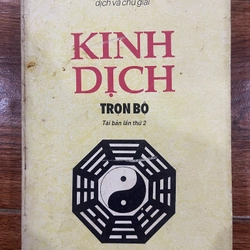 dịch và chú giải
KINH
DỊCH
TRỌN BỘ
Tái bản lần thứ 2